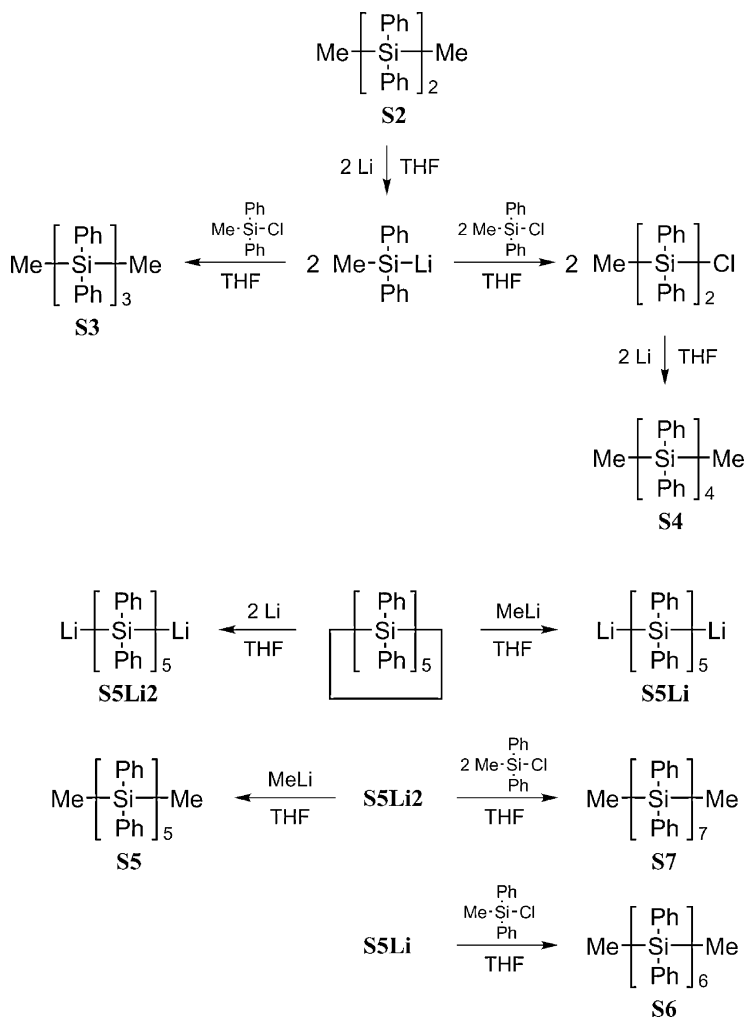 Ph
Me Si Me
Ph 2
S2
2 Li THF
Ph
Me Si Cl
Ph
THF
Ph
Me Si Me
Ph 3
S3
Ph
2 Me Si Li
Ph
Ph
2 Me Si Cl
Ph
THF
Ph
2 Me Si Cl
Ph 2
2 Li THF
Ph
Me Si Me
Ph 4
S4
Ph
Li Si Li
Ph 5
S5Li2
2 Li
THF
Ph
Si
Ph 5
MeLi
THF
Ph
Li Si Li
Ph 5
S5Li
Ph
Me Si Me
Ph 5
S5
MeLi
THF
S5Li2
Ph
2 Me Si Cl
Ph
THF
Ph
Me Si Me
Ph 7
S7
S5Li
Ph
Me Si Cl
Ph
THF
Ph
Me Si Me
Ph 6
S6